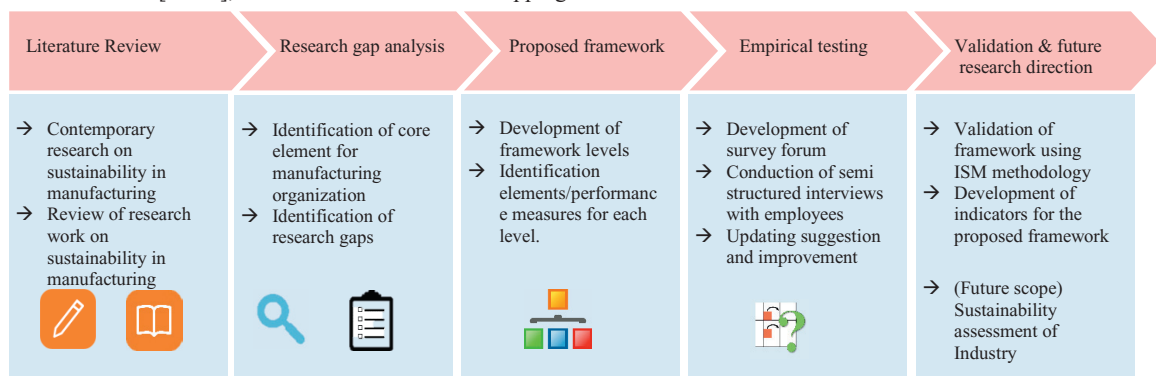 Literature Review
Research gap analysis
Proposed framework
Empirical testing
Validation & future
research direction
→ Contemporary
research on
sustainability in
manufacturing
→ Review of research
work on
sustainability in
manufacturing
→ Identification of core
element for
manufacturing
organization
→ Identification of
research gaps
→ Development of
framework levels
→ Identification
elements/performanc
e measures for each
level.
→ Development of
survey forum
→ Conduction of semi
structured interviews
with employees
→ Updating suggestion
and improvement
→ Validation of
framework using
ISM methodology
→ Development of
indicators for the
proposed framework
→ (Future scope)
Sustainability
assessment of
Industry